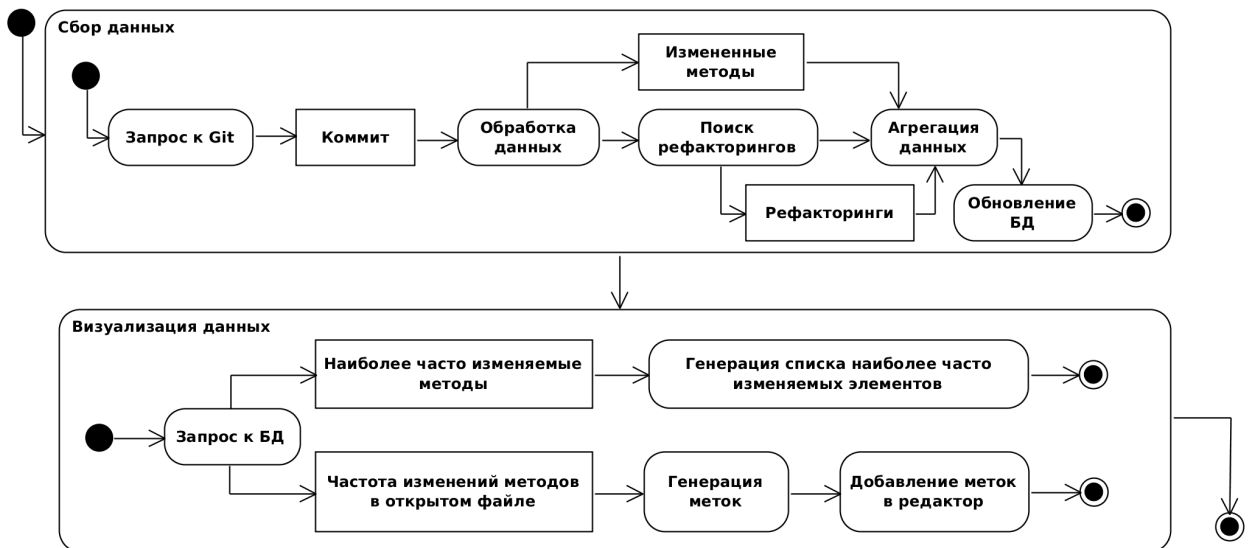 Сбор данных
Измененные
методы
Запрос к Git
Коммит
Обработка
данных
Поиск
рефакторингов
Агрегация
данных
Рефакторинги
Обновление
БД
Визуализация данных
Наиболее часто изменяемые
методы
Генерация списка наиболее часто
изменяемых элементов
Запрос к БД
Частота изменений методов
в открытом файле
Генерация
меток
Добавление меток
в редактор